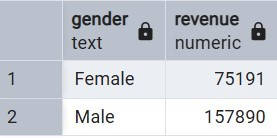 gender revenue
text numeric
1 Female 75191
2 Male 157890